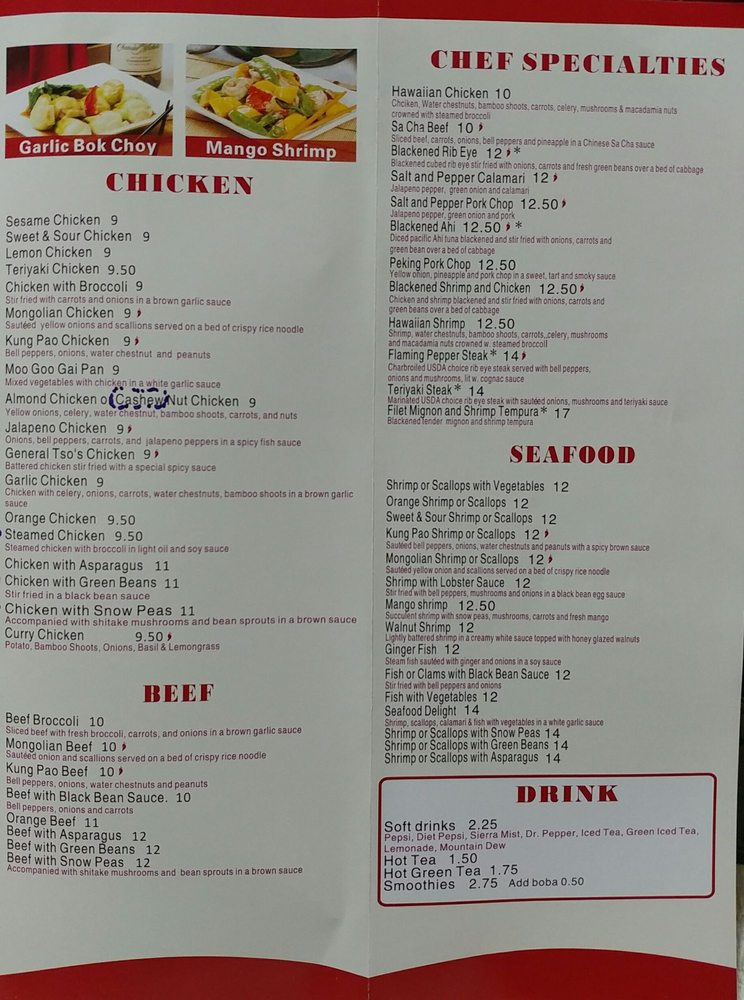 Garlic Bok Choy
Mango Shrimp
CHICKEN
Sesame Chicken 9
Sweet & Sour Chicken 9
Lemon Chicken 9
Teriyaki Chicken 9.50
Chicken with Broccoli 9
Stir fried with carrots and onions in a brown garlic sauce
Mongolian Chicken 9
Sautéed yellow onions and scallions served on a bed of crispy rice noodle
Kung Pao Chicken 9
Bell peppers, onions, water chestnut and peanuts
Moo Goo Gai Pan 9
Mixed vegetables with chicken in a white garlic sauce
Almond Chicken or Cashew Nut Chicken 9
Yellow onions, celery, water chestnut, bamboo shoots, carrots, and nuts
Jalapeno Chicken 9
Onions, bell peppers, carrots, and jalapeno peppers in a spicy fish sauce
General Tso's Chicken 9
Battered chicken stir fried with a special spicy sauce
Garlic Chicken 9
Chicken with celery, onions, carrots, water chestnuts, bamboo shoots in a brown garlic
sauce
Orange Chicken 9.50
Steamed Chicken 9.50
Steamed chicken with broccoli in light oil and soy sauce
Chicken with Asparagus 11
Chicken with Green Beans 11
Stir fried in a black bean sauce
Chicken with Snow Peas 11
Accompanied with shitake mushrooms and bean sprouts in a brown sauce
Curry Chicken 9.50
Potato, Bamboo Shoots, Onions, Basil & Lemongrass
BEEF
Beef Broccoli 10
Sliced beef with fresh broccoli, carrots, and onions in a brown garlic sauce
Mongolian Beef 10
Sautéed onion and scallions served on a bed of crispy rice noodle
Kung Pao Beef 10
Bell peppers, onions, water chestnuts and peanuts
Beef with Black Bean Sauce. 10
Bell peppers, onions and carrots
Orange Beef 11
Beef with Asparagus 12
Beef with Green Beans 12
Beef with Snow Peas 12
Accompanied with shitake mushrooms and bean sprouts in a brown sauce
CHEF SPECIALTIES
Hawaiian Chicken 10
Chciken, Water chestnuts, bamboo shoots, carrots, celery, mushrooms & macadamia nuts
crowned with steamed broccoli
Sa Cha Beef 10
Sliced beef, carrots, onions, bell peppers and pineapple in a Chinese Sa Cha sauce
Blackened Rib Eye 12 *
Blackened cubed rib eye stir fried with onions, carrots and fresh green beans over a bed of cabbage
Salt and Pepper Calamari 12
Jalapeno pepper, green onion and calamari
Salt and Pepper Pork Chop 12.50
Jalapeno pepper, green onion and pork
Blackened Ahi 12.50 *
Diced pacific Ahi tuna blackened and stir fried with onions, carrots and
green bean over a bed of cabbage
Peking Pork Chop 12.50
Yellow onion, pineapple and pork chop in a sweet, tart and smoky sauce
Blackened Shrimp and Chicken 12.50
Chicken and shrimp blackened and stir fried with onions, carrots and
green beans over a bed of cabbage
Hawaiian Shrimp 12.50
Shrimp, water chestnuts, bamboo shoots, carrots, celery, mushrooms
and macadamia nuts crowned w. steamed broccoli
Flaming Pepper Steak* 14
Charbroiled USDA choice rib eye steak served with bell peppers,
onions and mushrooms, lit w. cognac sauce
Teriyaki Steak* 14
Marinated USDA choice rib eye steak with sautéed onions, mushrooms and teriyaki sauce
Filet Mignon and Shrimp Tempura* 17
Blackened tender mignon and shrimp tempura
SEAFOOD
Shrimp or Scallops with Vegetables 12
Orange Shrimp or Scallops 12
Sweet & Sour Shrimp or Scallops 12
Kung Pao Shrimp or Scallops 12
Sautéed bell peppers, onions, water chestnuts and peanuts with a spicy brown sauce
Mongolian Shrimp or Scallops 12
Sautéed yellow onion and scallions served on a bed of crispy rice noodle
Shrimp with Lobster Sauce 12
Stir fried with bell peppers, mushrooms and onions in a black bean egg sauce
Mango shrimp 12.50
Succulent shrimp with snow peas, mushrooms, carrots and fresh mango
Walnut Shrimp 12
Lightly battered shrimp in a creamy white sauce topped with honey glazed walnuts
Ginger Fish 12
Steam fish sautéed with ginger and onions in a soy sauce
Fish or Clams with Black Bean Sauce 12
Stir fried with bell peppers and onions
Fish with Vegetables 12
Seafood Delight 14
Shrimp, scallops, calamari & fish with vegetables in a white garlic sauce
Shrimp or Scallops with Snow Peas 14
Shrimp or Scallops with Green Beans 14
Shrimp or Scallops with Asparagus 14
DRINK
Soft drinks 2.25
Pepsi, Diet Pepsi, Sierra Mist, Dr. Pepper, Iced Tea, Green Iced Tea,
Lemonade, Mountain Dew
Hot Tea 1.50
Hot Green Tea 1.75
Smoothies 2.75 Add boba 0.50